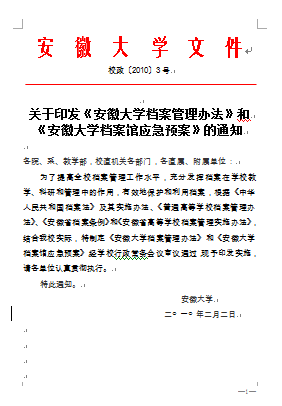 安徽大学文件
校政〔2010〕3号
关于印发《安徽大学档案管理办法》和
《安徽大学档案馆应急预案》的通知
各院、系、教学部，校直机关各部门，各直属、附属单位：
为了提高全校档案管理工作水平，充分发挥档案在学校教
学、科研和管理中的作用，有效地保护和利用档案，根据《中华
人民共和国档案法》及其实施办法、《普通高等学校档案管理办
法》、《安徽省档案条例》和《安徽省高等学校档案管理实施办法》，
结合我校实际，特制定《安徽大学档案管理办法》和《安徽大学
档案馆应急预案》经学校行政常务会议审议通过，现予印发实施，
请各单位认真贯彻执行。
特此通知。
安徽大学
二〇一〇年二月二日
—1